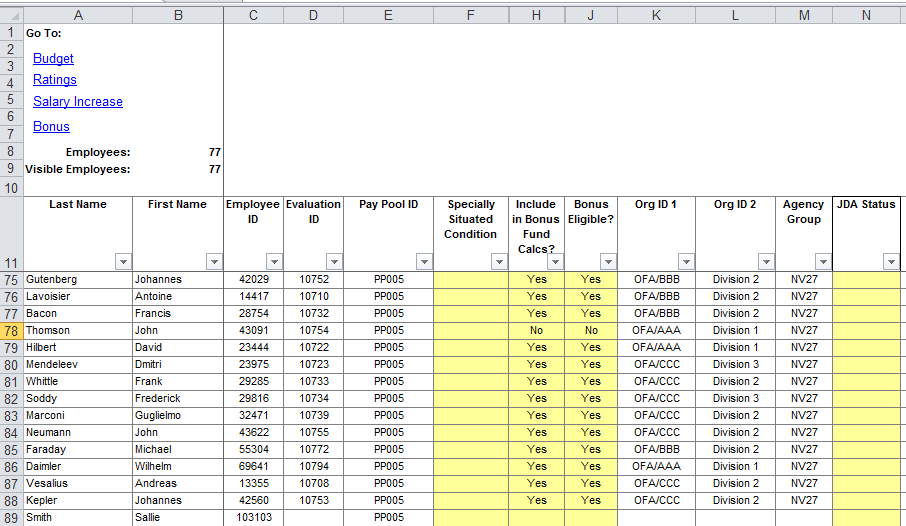 A B C D E F H J K L M N
1 Go To:
2
3 Budget
4 Ratings
5 Salary Increase
6
7 Bonus
8 Employees: 77
9 Visible Employees: 77
10
11 Last Name First Name Employee ID Evaluation ID Pay Pool ID Specially Situated Condition Include in Bonus Fund Calcs? Bonus Eligible? Org ID 1 Org ID 2 Agency Group JDA Status
75 Gutenberg Johannes 42029 10752 PP005 Yes Yes OFA/BBB Division 2 NV27
76 Lavoisier Antoine 14417 10710 PP005 Yes Yes OFA/BBB Division 2 NV27
77 Bacon Francis 28754 10732 PP005 Yes Yes OFA/BBB Division 2 NV27
78 Thomson John 43091 10754 PP005 No No OFA/AAA Division 1 NV27
79 Hilbert David 23444 10722 PP005 Yes Yes OFA/AAA Division 1 NV27
80 Mendeleev Dmitri 23975 10723 PP005 Yes Yes OFA/CCC Division 3 NV27
81 Whittle Frank 29285 10733 PP005 Yes Yes OFA/CCC Division 2 NV27
82 Soddy Frederick 29816 10734 PP005 Yes Yes OFA/CCC Division 3 NV27
83 Marconi Guglielmo 32471 10739 PP005 Yes Yes OFA/CCC Division 2 NV27
84 Neumann John 43622 10755 PP005 Yes Yes OFA/CCC Division 2 NV27
85 Faraday Michael 55304 10772 PP005 Yes Yes OFA/BBB Division 2 NV27
86 Daimler Wilhelm 69641 10794 PP005 Yes Yes OFA/AAA Division 1 NV27
87 Vesalius Andreas 13355 10708 PP005 Yes Yes OFA/CCC Division 2 NV27
88 Kepler Johannes 42560 10753 PP005 Yes Yes OFA/CCC Division 2 NV27
89 Smith Sallie 103103 PP005